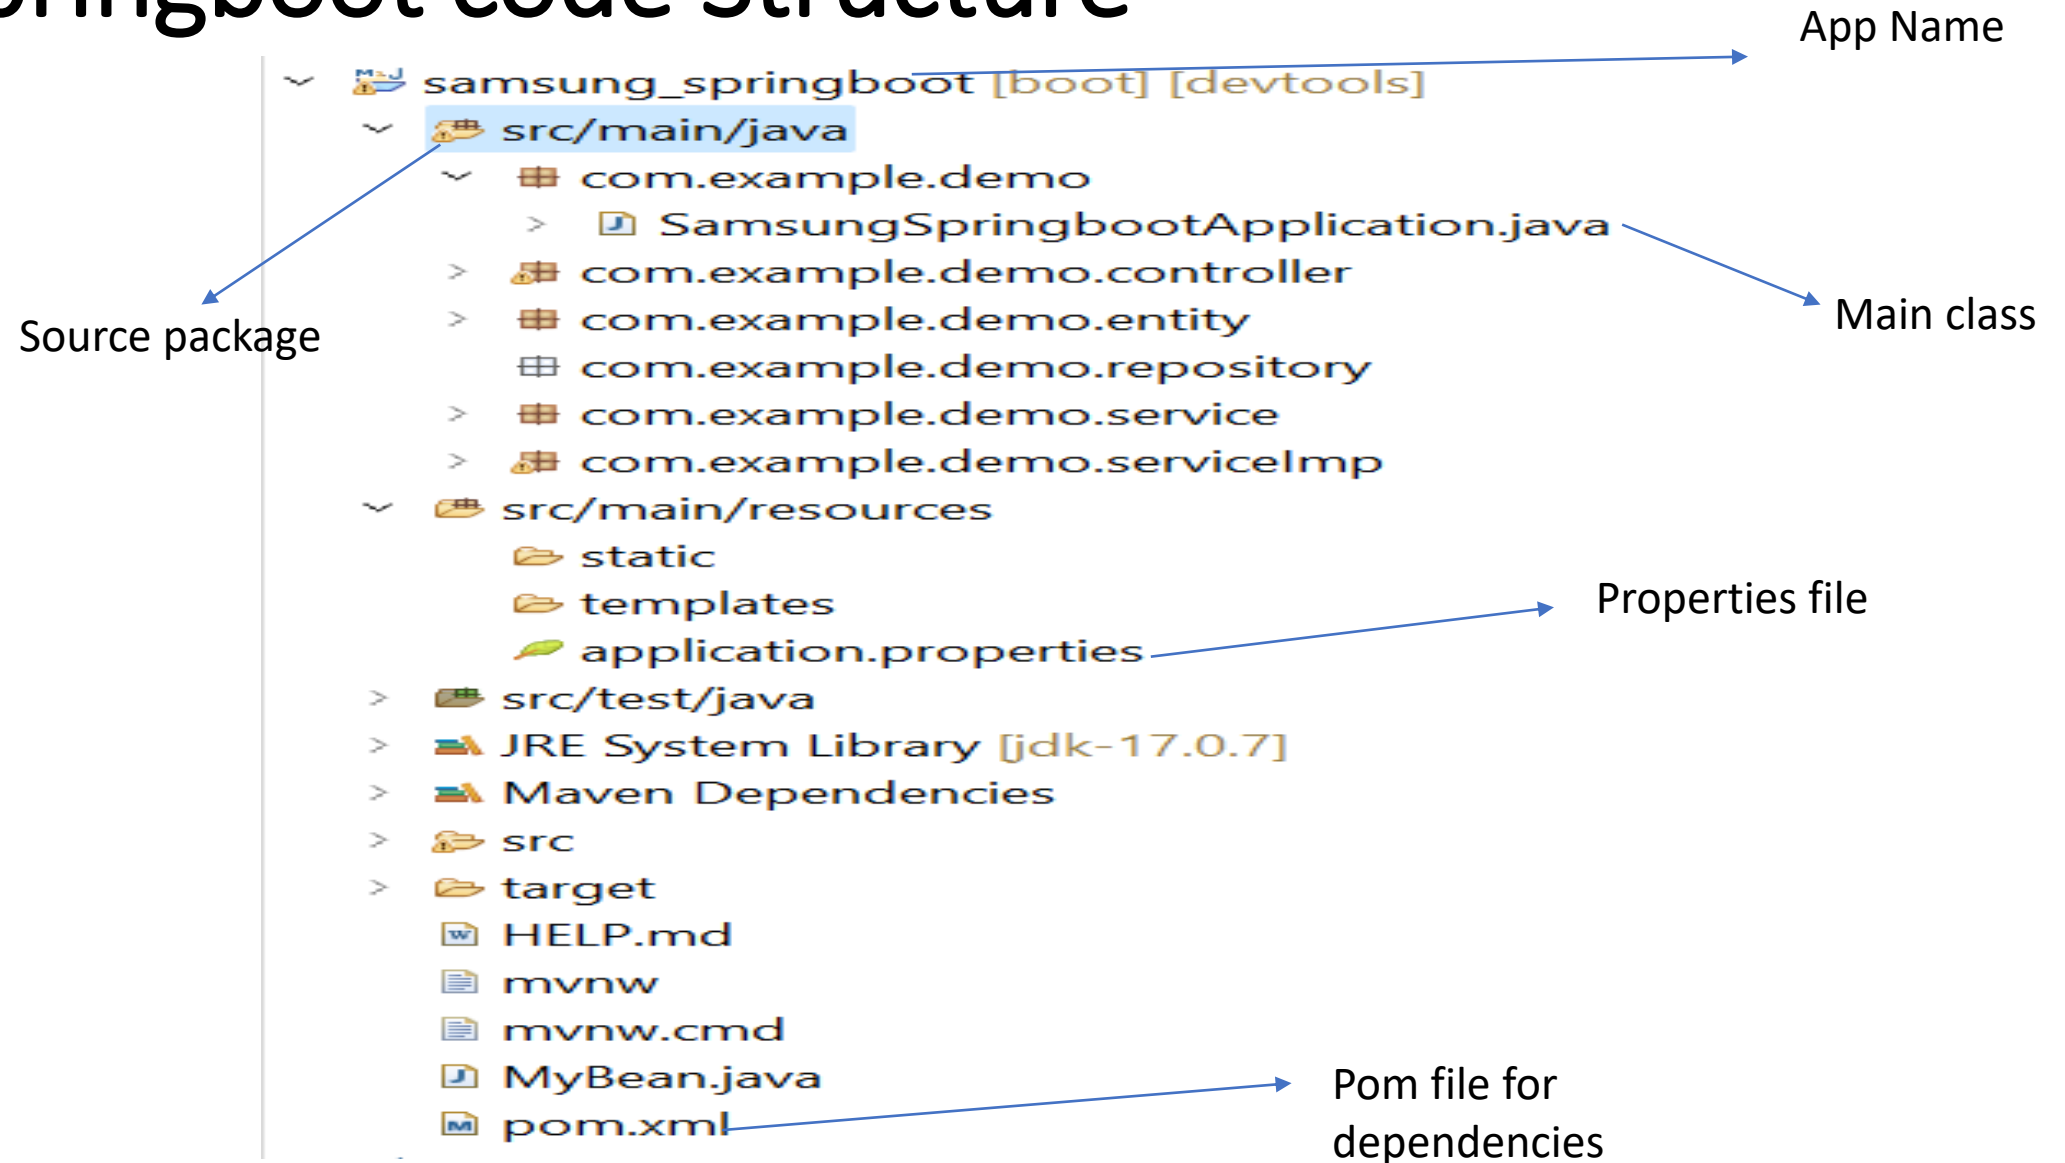 pringboot code Structure
App Name
samsung_springboot [boot] [devtools]
src/main/java
com.example.demo
SamsungSpringbootApplication.java
com.example.demo.controller
Main class
com.example.demo.entity
Source package
com.example.demo.repository
com.example.demo.service
com.example.demo.serviceImp
src/main/resources
static
templates
Properties file
application.properties
src/test/java
JRE System Library [jdk-17.0.7]
Maven Dependencies
src
target
HELP.md
mvnw
mvnw.cmd
MyBean.java
pom.xml
Pom file for
dependencies